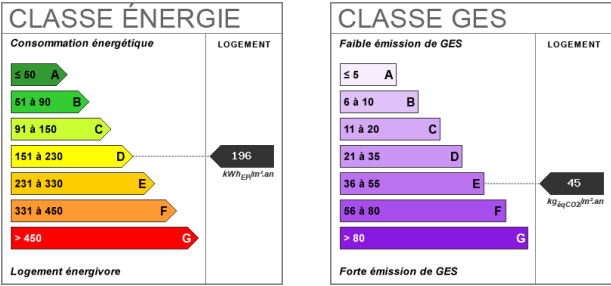 CLASSE ÉNERGIE
Consommation énergétique
LOGEMENT
≤ 50 A
51 à 90 B
91 à 150 C
151 à 230 D
196
kWhEP/m².an
231 à 330 E
331 à 450 F
> 450 G
Logement énergivore
CLASSE GES
Faible émission de GES
LOGEMENT
≤ 5 A
6 à 10 B
11 à 20 C
21 à 35 D
36 à 55 E
45
kgéqCO2/m².an
56 à 80 F
> 80 G
Forte émission de GES